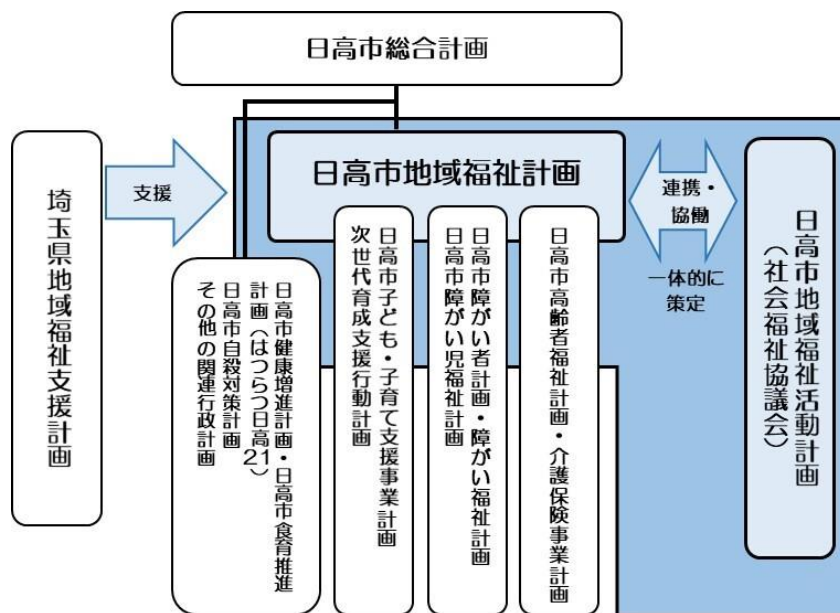 日高市総合計画
埼玉県地域福祉支援計画
支援
日高市地域福祉計画
連携・
協働
一体的に
策定
日高市地域福祉活動計画
（社会福祉協議会）
日高市健康増進計画・日高市食育推進
計画（はつらつ日高21）
日高市自殺対策計画
その他の関連行政計画
日高市子ども・子育て支援事業計画
次世代育成支援行動計画
日高市障がい者計画・障がい福祉計画
日高市障がい児福祉計画
日高市高齢者福祉計画・介護保険事業計画